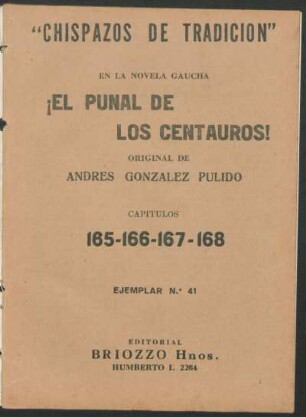 "CHISPAZOS DE TRADICION"
EN LA NOVELA GAUCHA
¡EL PUNAL DE
LOS CENTAUROS!
ORIGINAL DE
ANDRES GONZALEZ PULIDO
CAPITULOS
165-166-167-168
EJEMPLAR N.° 41
EDITORIAL
BRIOZZO Hnos.
HUMBERTO I. 2264